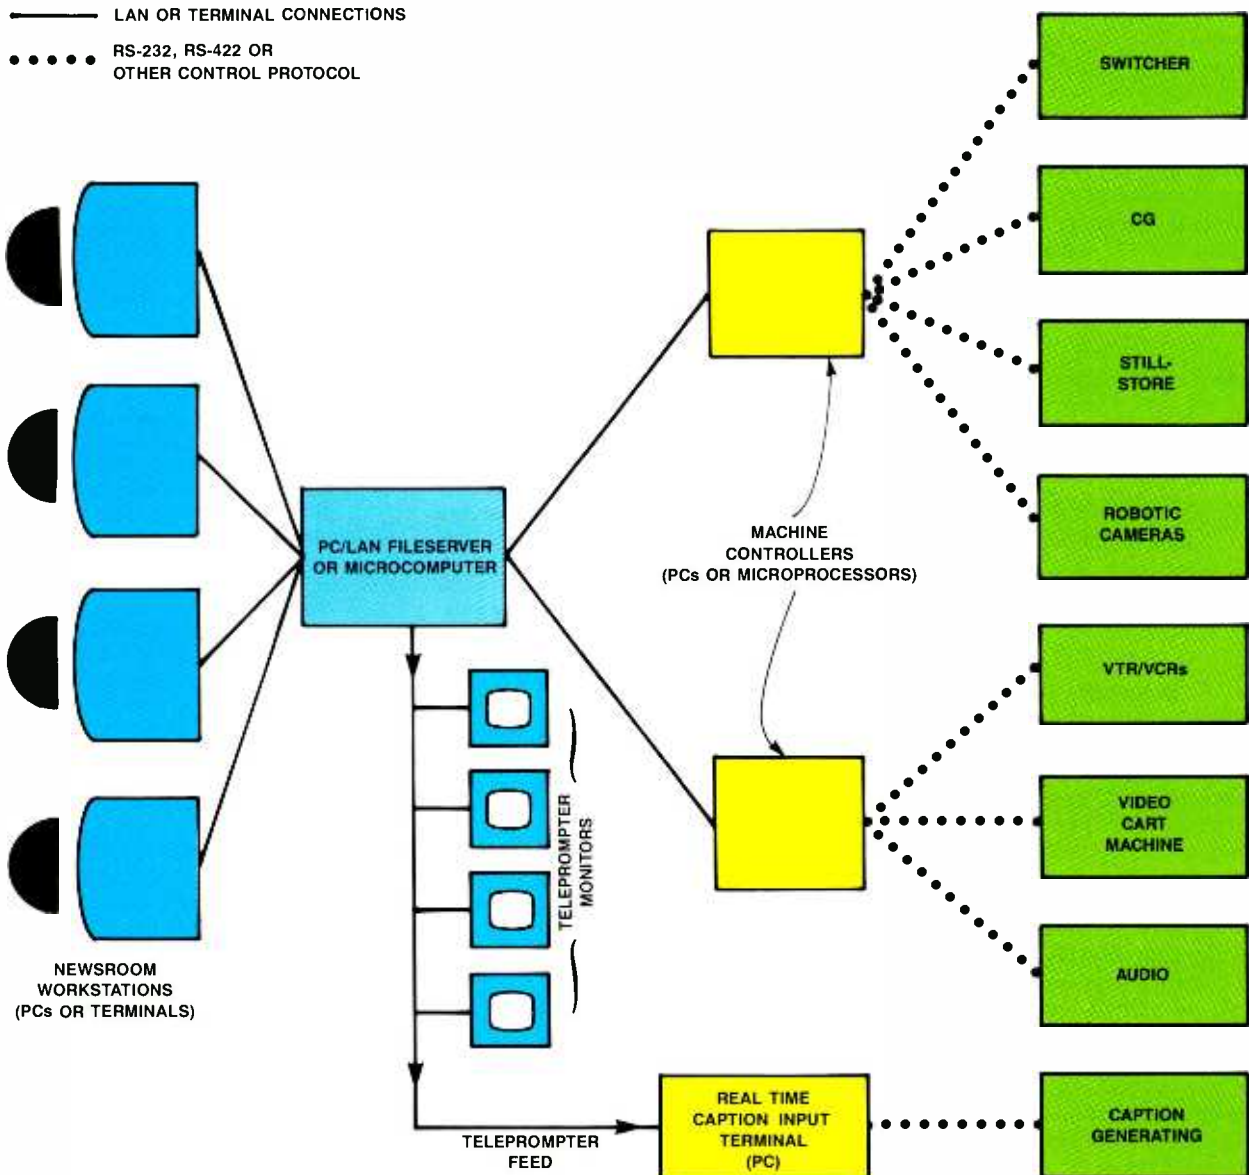 LAN OR TERMINAL CONNECTIONS
RS-232, RS-422 OR
OTHER CONTROL PROTOCOL
SWITCHER
CG
STILL-
STORE
ROBOTIC
CAMERAS
PC/LAN FILESERVER
OR MICROCOMPUTER
MACHINE
CONTROLLERS
(PCs OR MICROPROCESSORS)
VTR/VCRs
VIDEO
CART
MACHINE
AUDIO
TELEPROMPTER
MONITORS
NEWSROOM
WORKSTATIONS
(PCs OR TERMINALS)
TELEPROMPTER
FEED
REAL TIME
CAPTION INPUT
TERMINAL
(PC)
CAPTION
GENERATING